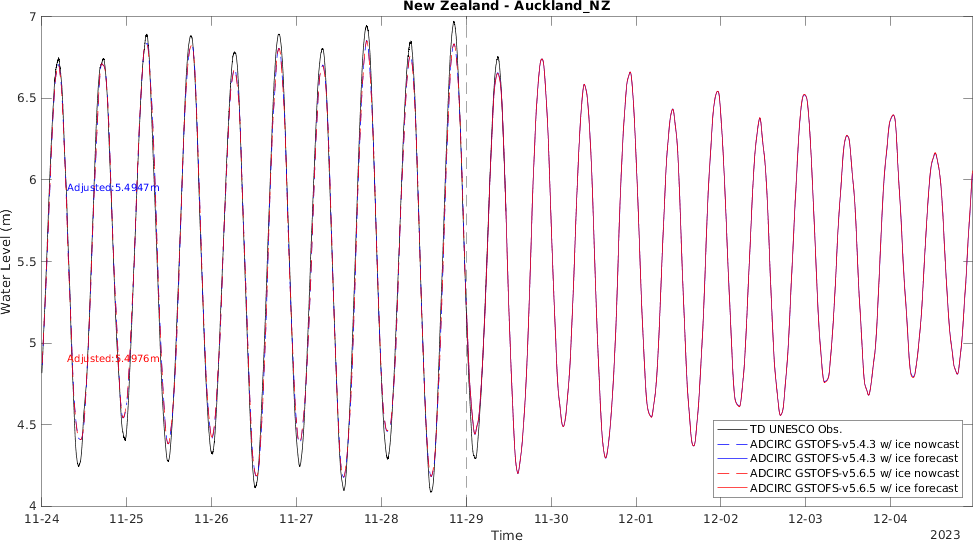 New Zealand - Auckland_NZ
Water Level (m)
7
6.5
6
5.5
5
4.5
4
Adjusted:5.4947m
Adjusted:5.4976m
TD UNESCO Obs.
ADCIRC GSTOFS-v5.4.3 w/ ice nowcast
ADCIRC GSTOFS-v5.4.3 w/ ice forecast
ADCIRC GSTOFS-v5.6.5 w/ ice nowcast
ADCIRC GSTOFS-v5.6.5 w/ ice forecast
11-24 11-25 11-26 11-27 11-28 11-29 11-30 12-01 12-02 12-03 12-04
Time
2023